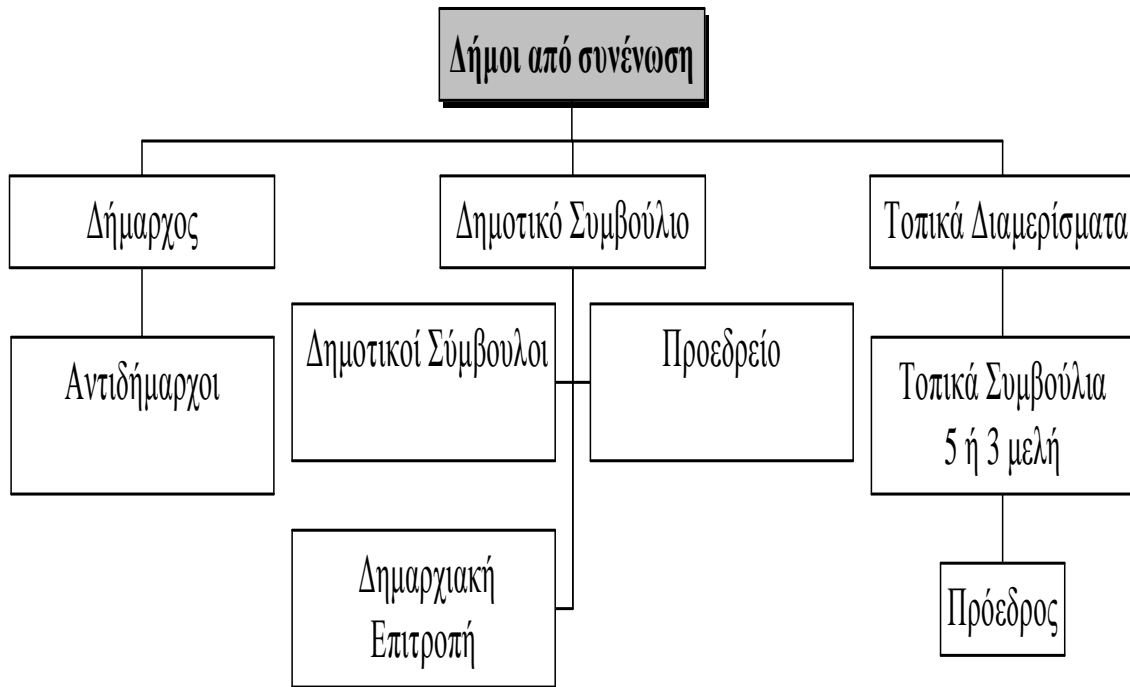 Δήμοι από συνένωση
Δήμαρχος
Δημοτικό Συμβούλιο
Τοπικά Διαμερίσματα
Αντιδήμαρχοι
Δημοτικοί Σύμβουλοι
Προεδρείο
Τοπικά Συμβούλια
5 ή 3 μελή
Δημαρχιακή
Επιτροπή
Πρόεδρος